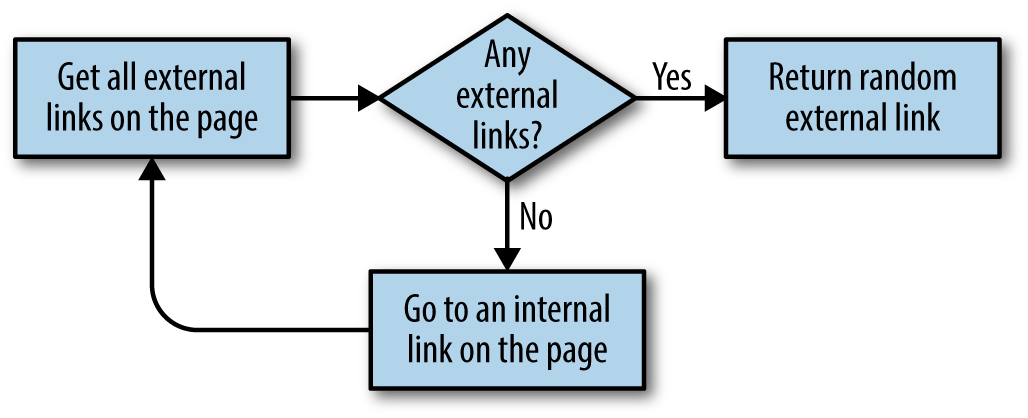 Get all external
links on the page
Any
external
links?
Yes
Return random
external link
No
Go to an internal
link on the page